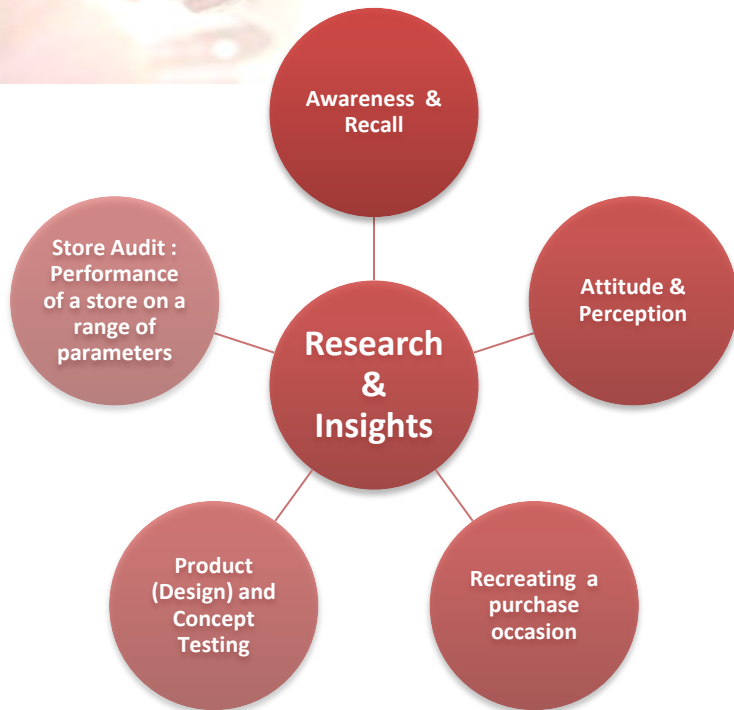 Awareness &
Recall
Store Audit :
Performance
of a store on a
range of
parameters
Attitude &
Perception
Research
&
Insights
Product
(Design) and
Concept
Testing
Recreating a
purchase
occasion